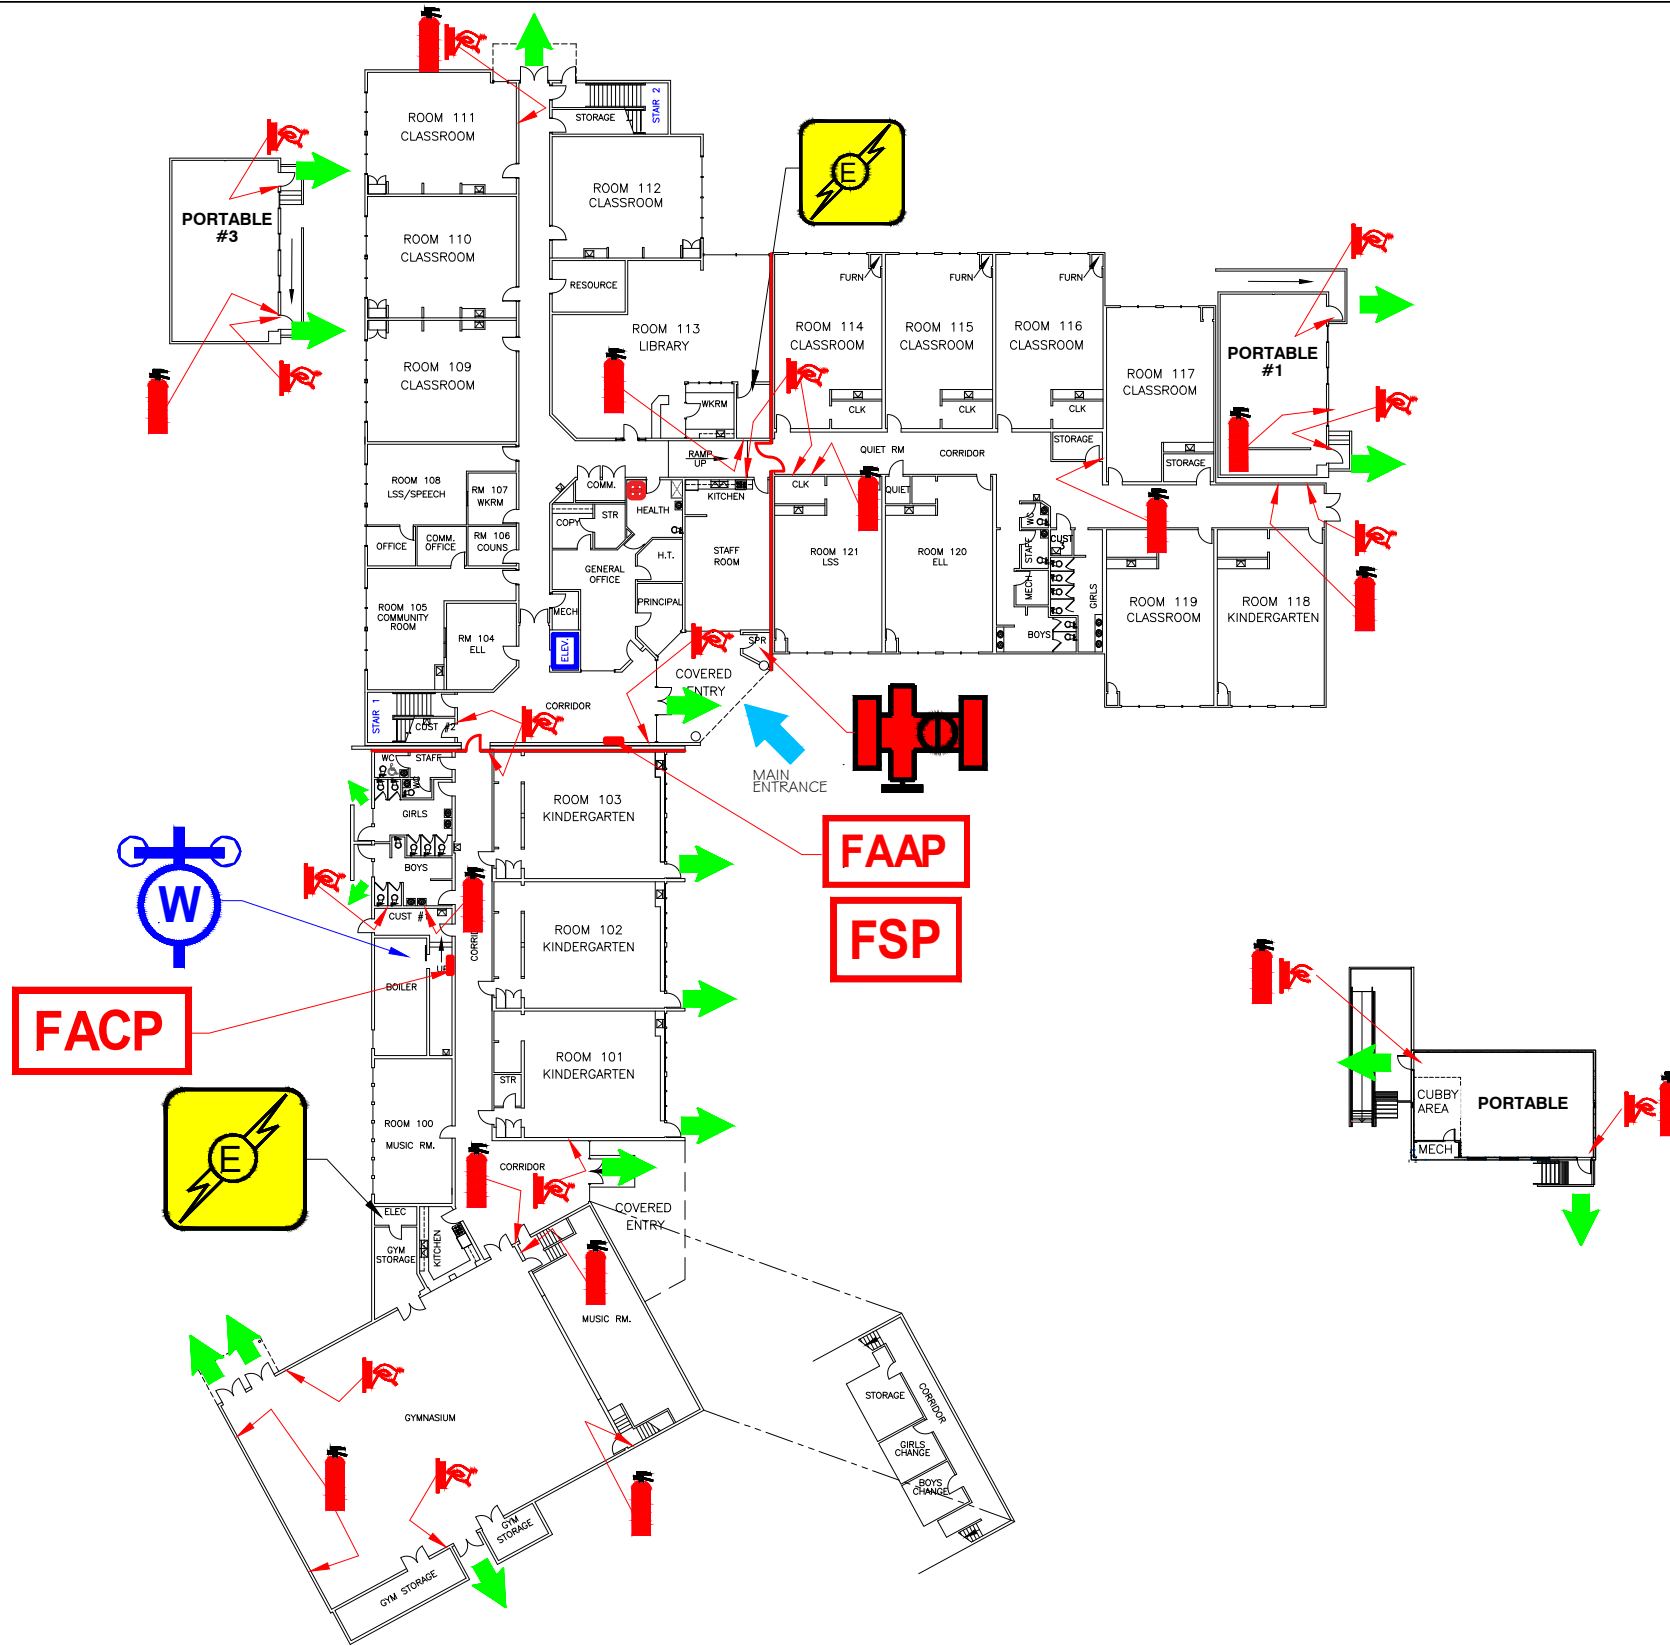 ROOM 111
CLASSROOM
STORAGE
STAIR 2
E
ROOM 112
CLASSROOM
PORTABLE
#3
ROOM 110
CLASSROOM
RESOURCE
FURN
FURN
FURN
ROOM 113
LIBRARY
ROOM 114
CLASSROOM
ROOM 115
CLASSROOM
ROOM 116
CLASSROOM
ROOM 109
CLASSROOM
ROOM 117
CLASSROOM
PORTABLE
#1
WKRM
CLK
CLK
CLK
RAMP
UP
QUIET RM
CORRIDOR
STORAGE
STORAGE
ROOM 108
LSS/SPEECH
RM 107
WKRM
COMM.
KITCHEN
CLK
QUIET
COPY
STR
HEALTH
WC
OFFICE
COMM.
OFFICE
RM 106
COUNS
H.T.
STAFF
ROOM
ROOM 121
LSS
ROOM 120
ELL
STAFF
CUST
GENERAL
OFFICE
MECH
GIRLS
ROOM 105
COMMUNITY
ROOM
MECH
PRINCIPAL
ROOM 119
CLASSROOM
ROOM 118
KINDERGARTEN
RM 104
ELL
ELEV.
SPR
BOYS
COVERED
ENTRY
STAIR 1
CORRIDOR
CUST #2
WC
STAFF
WC
MAIN
ENTRANCE
ROOM 103
KINDERGARTEN
GIRLS
FAAP
BOYS
W
CUST #
ROOM 102
KINDERGARTEN
FSP
CORRI
UP
BOILER
FACP
ROOM 101
KINDERGARTEN
STR
CUBBY
AREA
PORTABLE
MECH
ROOM 100
MUSIC RM.
E
CORRIDOR
ELEC
COVERED
ENTRY
GYM
STORAGE
KITCHEN
MUSIC RM.
GYMNASIUM
STORAGE
CORRIDOR
GIRLS
CHANGE
BOYS
CHANGE
GYM
STORAGE
GYM STORAGE